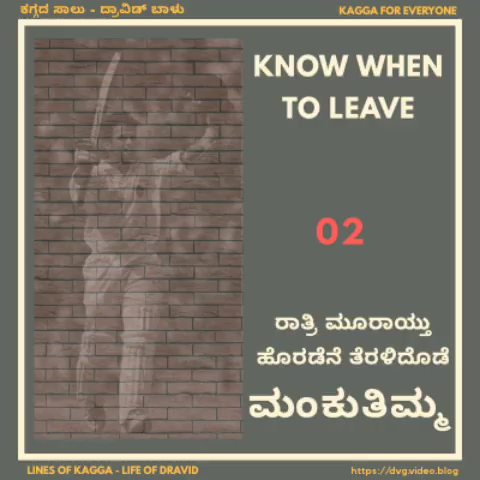 ಕಗ್ಗದ ಸಾಲು - ದ್ರಾವಿಡ್ ಬಾಳು
KAGGA FOR EVERYONE
KNOW WHEN
TO LEAVE
02
ರಾತ್ರಿ ಮೂರಾಯ್ತು
ಹೊರಡೆನೆ ತೆರಳಿದೊಡೆ
ಮಂಕುತಿಮ್ಮ
LINES OF KAGGA - LIFE OF DRAVID
https://dvg.video.blog